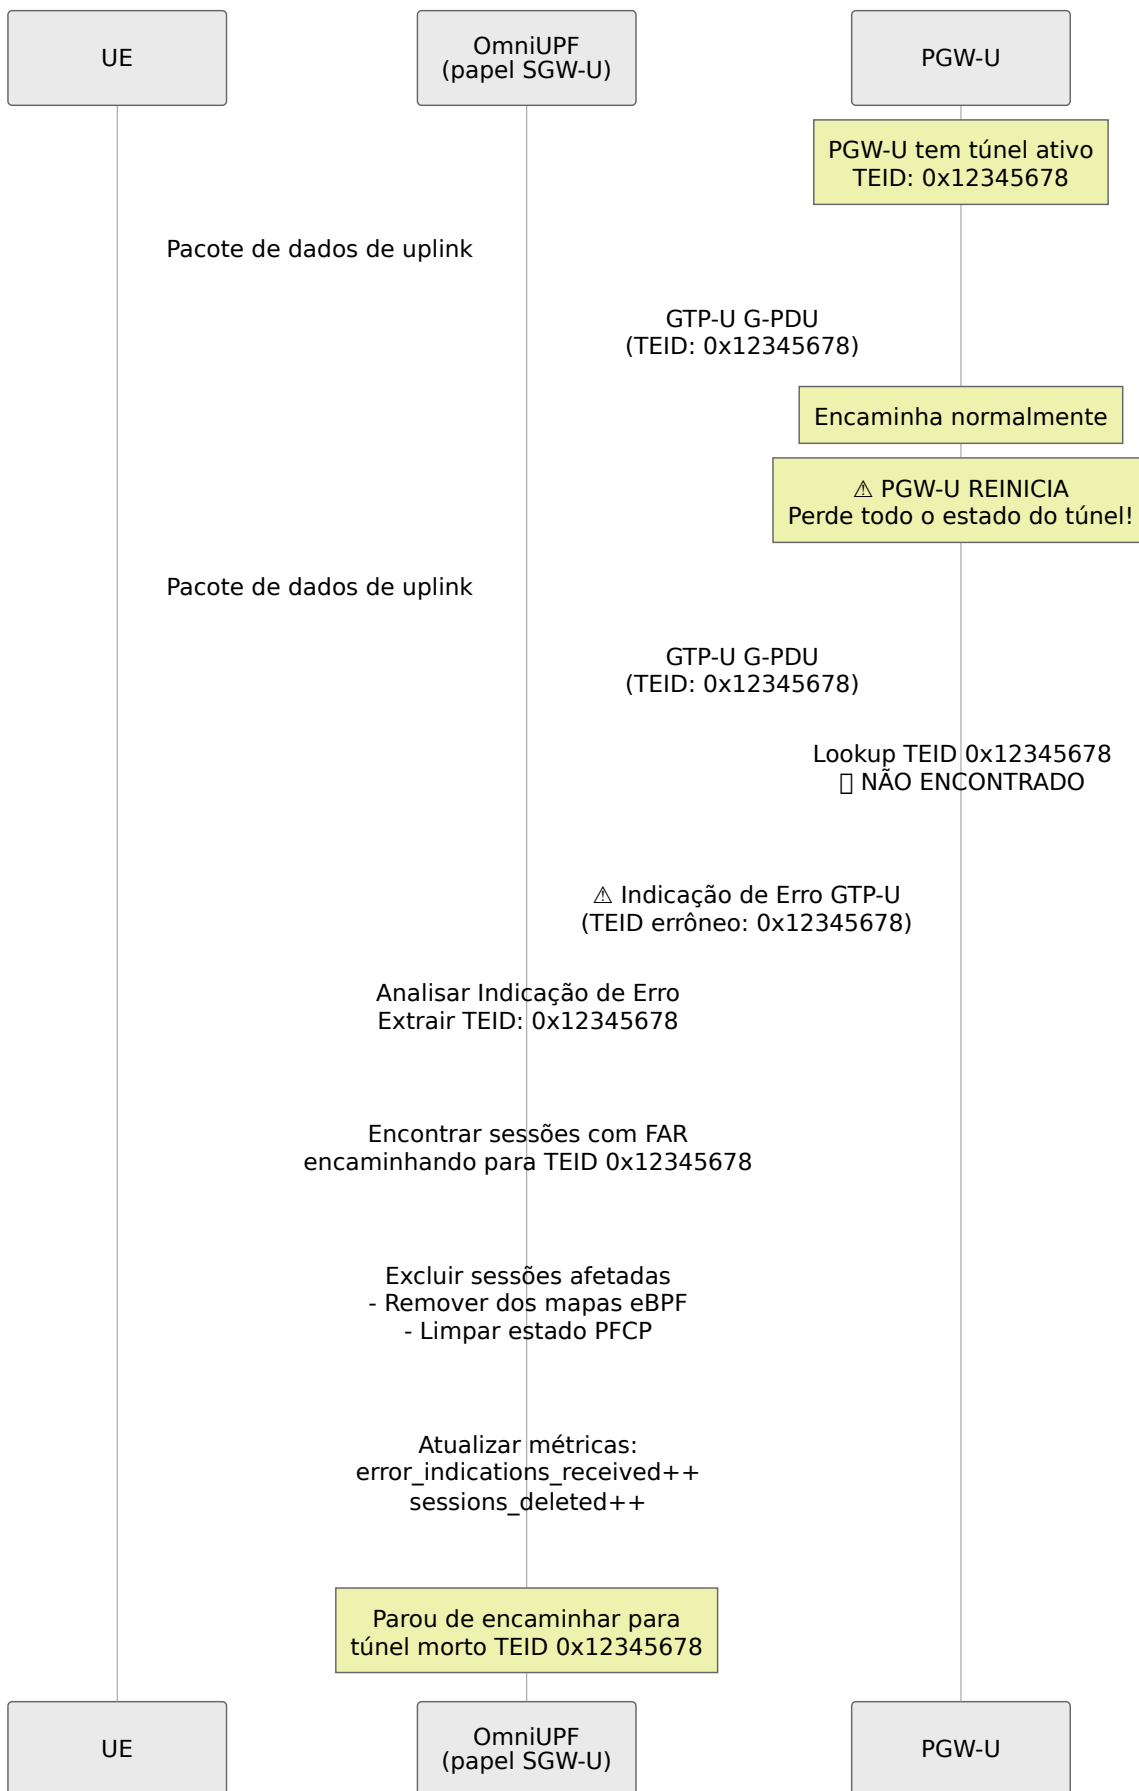 UE
OmniUPF
(papel SGW-U)
PGW-U
PGW-U tem túnel ativo
TEID: 0x12345678
Pacote de dados de uplink
GTP-U G-PDU
(TEID: 0x12345678)
Encaminha normalmente
⚠ PGW-U REINICIA
Perde todo o estado do túnel!
Pacote de dados de uplink
GTP-U G-PDU
(TEID: 0x12345678)
Lookup TEID 0x12345678
NÃO ENCONTRADO
⚠ Indicação de Erro GTP-U
(TEID errôneo: 0x12345678)
Analisar Indicação de Erro
Extrair TEID: 0x12345678
Encontrar sessões com FAR
encaminhando para TEID 0x12345678
Excluir sessões afetadas
- Remover dos mapas eBPF
- Limpar estado PFCP
Atualizar métricas:
error_indications_received++
sessions_deleted++
Parou de encaminhar para
túnel morto TEID 0x12345678
UE
OmniUPF
(papel SGW-U)
PGW-U